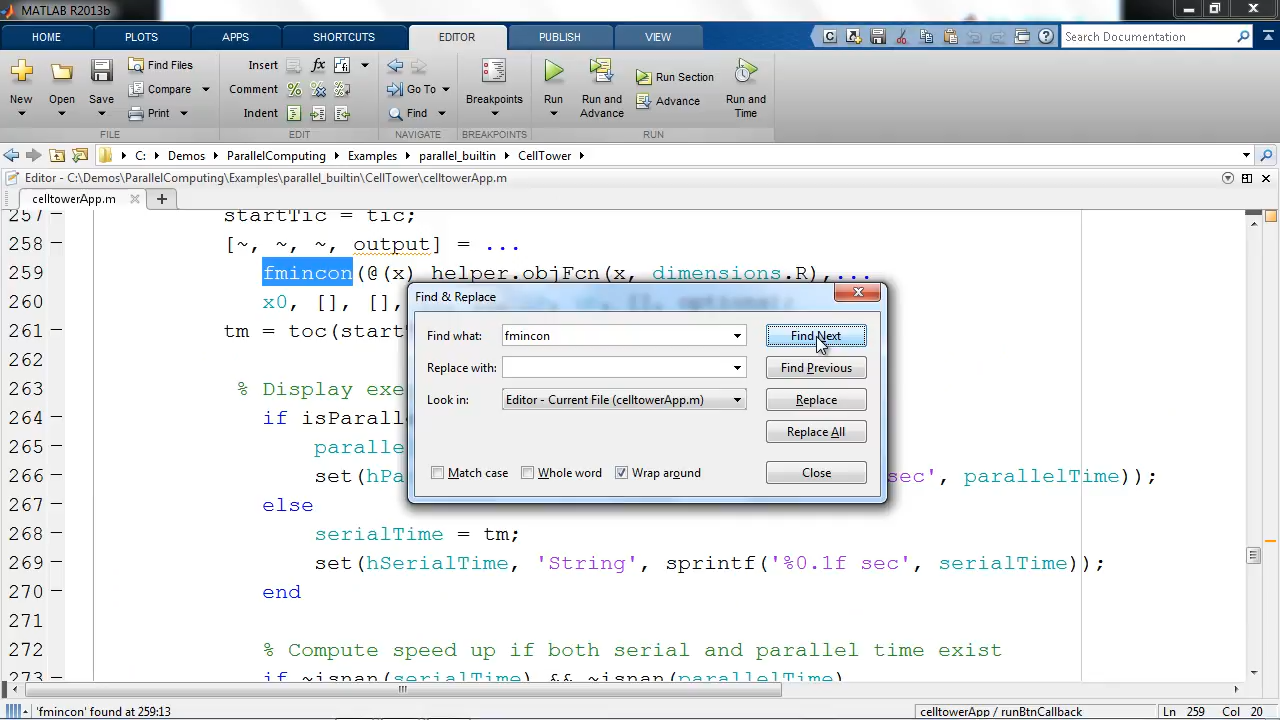 MATLAB R2013b
HOME PLOTS APPS SHORTCUTS EDITOR PUBLISH VIEW Search Documentation
New Open Save Find Files Compare Print
Insert Comment Indent
Go To Find
Breakpoints
Run Run and Advance Run Section Advance Run and Time
FILE EDIT NAVIGATE BREAKPOINTS RUN
C: Demos ParallelComputing Examples parallel_builtin CellTower
Editor - C:\Demos\ParallelComputing\Examples\parallel_builtin\CellTower\celltowerApp.m
celltowerApp.m
257 startTic = tic;
258 [~, ~, ~, output] = ...
259 fmincon(@(x) helper.objFcn(x, dimensions.R),...
260 x0, [], [],
261 tm = toc(start
262
263 % Display exe
264 if isParall
265 paralle
266 set(hPa sec', parallelTime));
267 else
268 serialTime = tm;
269 set(hSerialTime, 'String', sprintf('%0.1f sec', serialTime));
270 end
271
272 % Compute speed up if both serial and parallel time exist
273 if ~isnan(serialTime) && ~isnan(parallelTime)
Find & Replace
Find what: fmincon Find Next
Replace with: Find Previous
Look in: Editor - Current File (celltowerApp.m) Replace
Replace All
Match case Whole word Wrap around Close
'fmincon' found at 259:13 celltowerApp / runBtnCallback Ln 259 Col 20